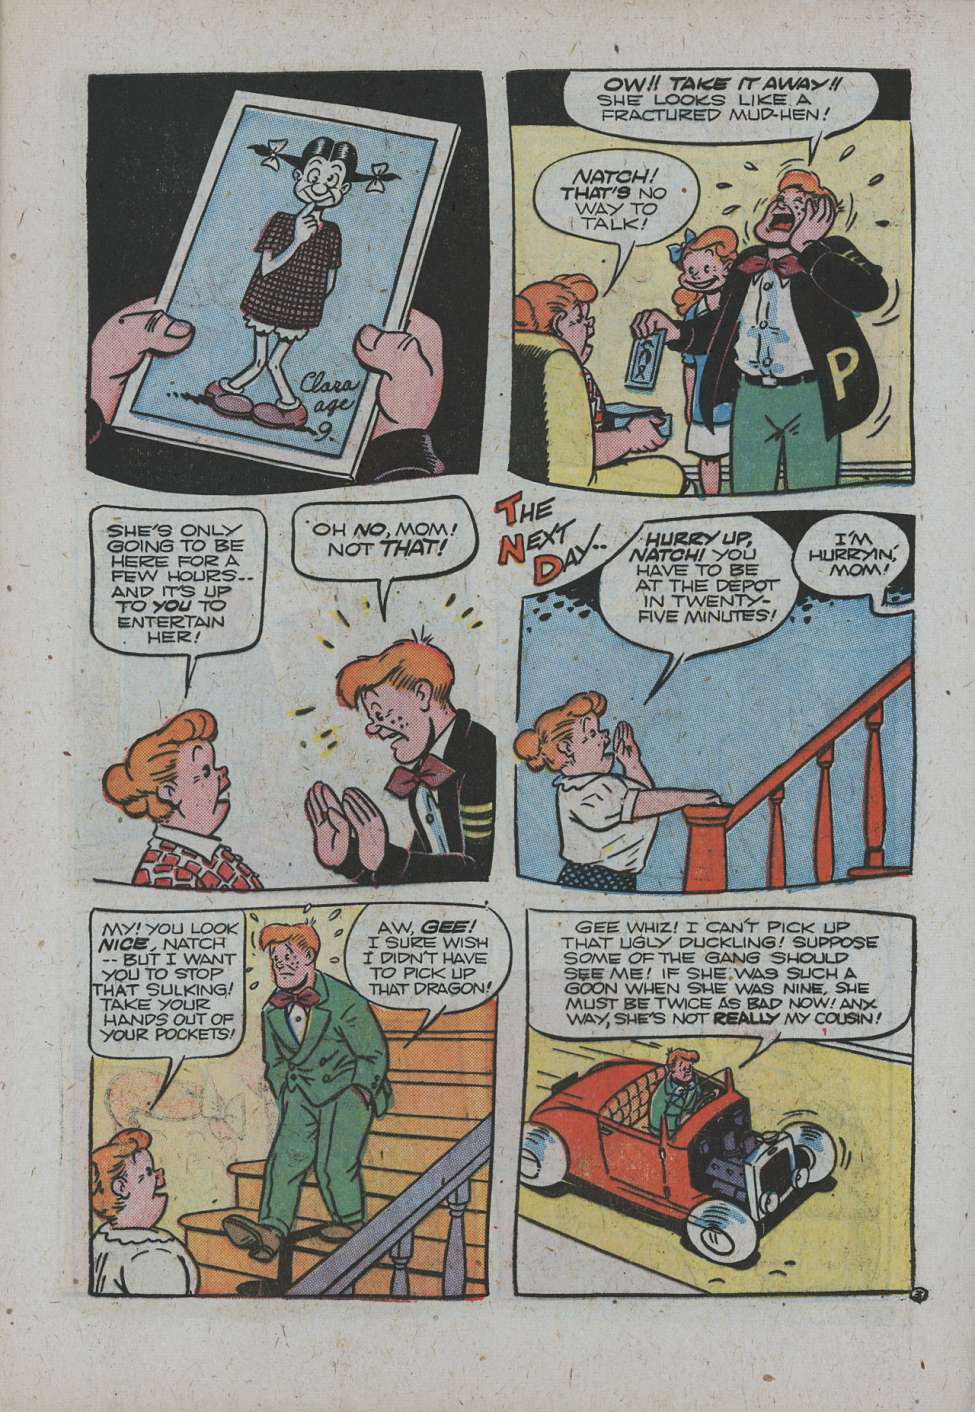 Clara
age
9.
OW!! TAKE IT AWAY!!
SHE LOOKS LIKE A
FRACTURED MUD-HEN!
NATCH!
THAT'S NO
WAY TO
TALK!
P
SHE'S ONLY
GOING TO BE
HERE FOR A
FEW HOURS--
AND IT'S UP
TO YOU TO
ENTERTAIN
HER!
OH NO, MOM!
NOT THAT!
THE
NEXT
DAY..
HURRY UP,
NATCH! YOU
HAVE TO BE
AT THE DEPOT
IN TWENTY-
FIVE MINUTES!
I'M
HURRYIN,
MOM!
MY! YOU LOOK
NICE, NATCH
-- BUT I WANT
YOU TO STOP
THAT SULKING!
TAKE YOUR
HANDS OUT OF
YOUR POCKETS!
AW, GEE!
I SURE WISH
I DIDN'T HAVE
TO PICK UP
THAT DRAGON!
GEE WHIZ! I CAN'T PICK UP
THAT UGLY DUCKLING! SUPPOSE
SOME OF THE GANG SHOULD
SEE ME! IF SHE WAS SUCH A
GOON WHEN SHE WAS NINE, SHE
MUST BE TWICE AS BAD NOW! ANY
WAY, SHE'S NOT REALLY MY COUSIN!